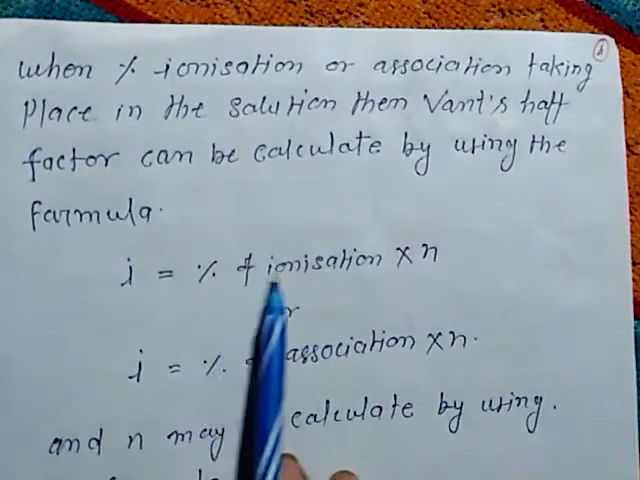 1
when % ionisation or association taking
Place in the solution then Vant's haff
factor can be calculate by using the
formula.
i = % of ionisation × n
r
i = % association × n.
and n may calculate by using.